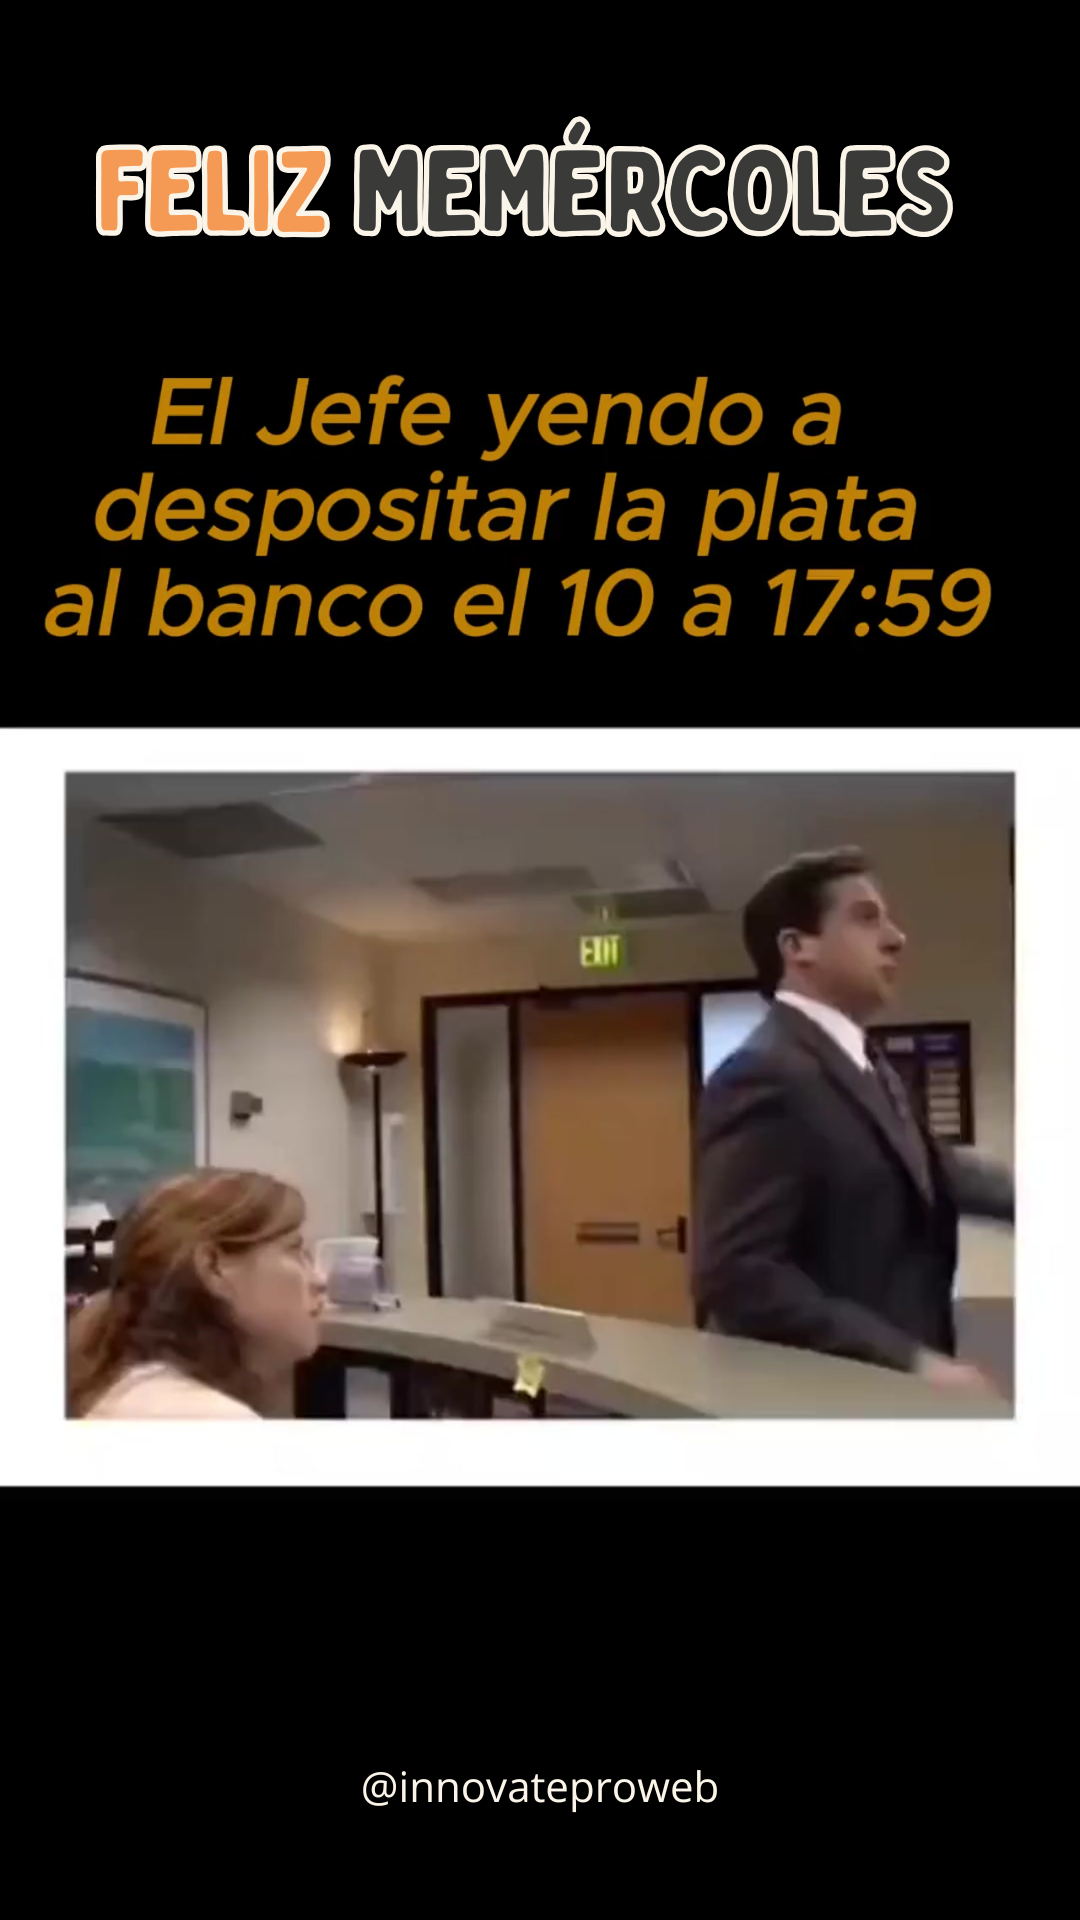 FELIZ MEMÉRCOLES
El Jefe yendo a
despositar la plata
al banco el 10 a 17:59
EXIT
@innovateproweb